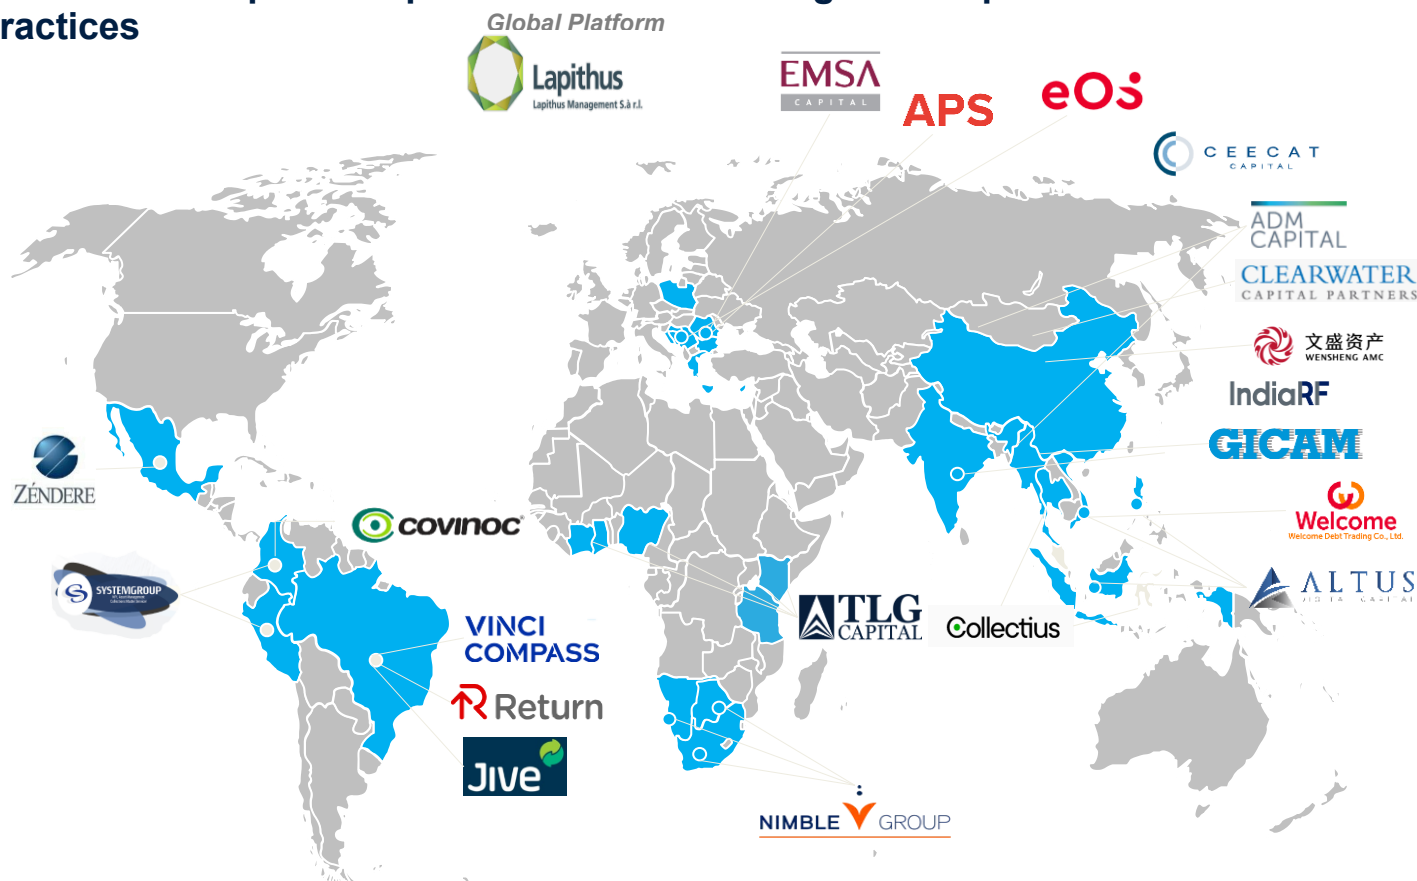 ractices
Global Platform
Lapithus
Lapithus Management S.à r.l.
EMSA
CAPITAL
APS
eOS
CEECAT
CAPITAL
ADM
CAPITAL
CLEARWATER
CAPITAL PARTNERS
文盛资产
WENSHENG AMC
IndiaRF
GICAM
ZÉNDERE
covinoc
Welcome
Welcome Debt Trading Co., Ltd.
S
SYSTEMGROUP
ALTUS
TLG
CAPITAL
Collectius
VINCI
COMPASS
Return
JIVE
NIMBLE GROUP